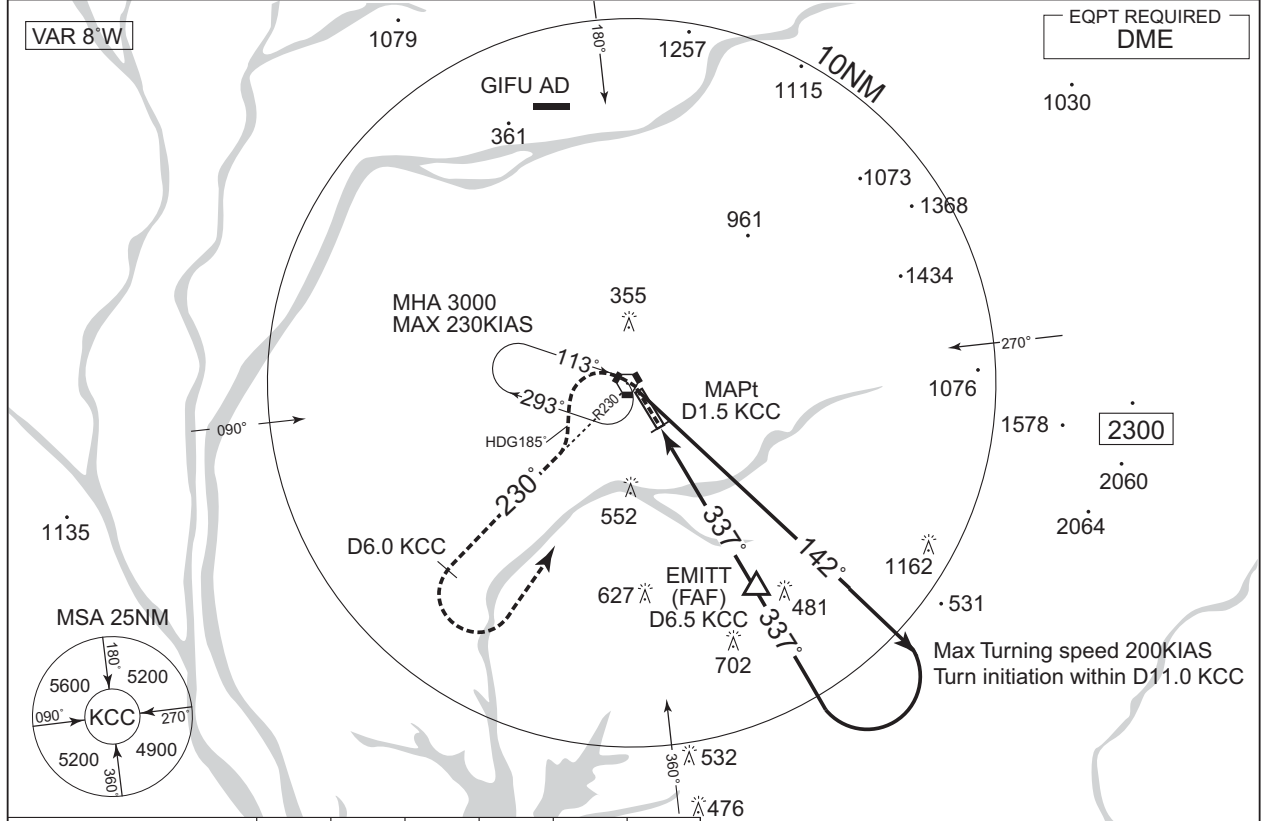 VAR 8°W
1079
180°
1257
EQPT REQUIRED
DME
10NM
1115
1030
GIFU AD
361
1073
1368
961
1434
355
MHA 3000
MAX 230KIAS
113°
293°
R230
270°
1076
MAPt
D1.5 KCC
090°
HDG185°
1578
2300
2060
230°
552
2064
1135
337°
142°
D6.0 KCC
1162
EMITT
(FAF)
D6.5 KCC
627
481
531
337°
702
MSA 25NM
Max Turning speed 200KIAS
Turn initiation within D11.0 KCC
180°
5600
5200
090°
KCC
270°
5200
4900
360°
360°
532
476